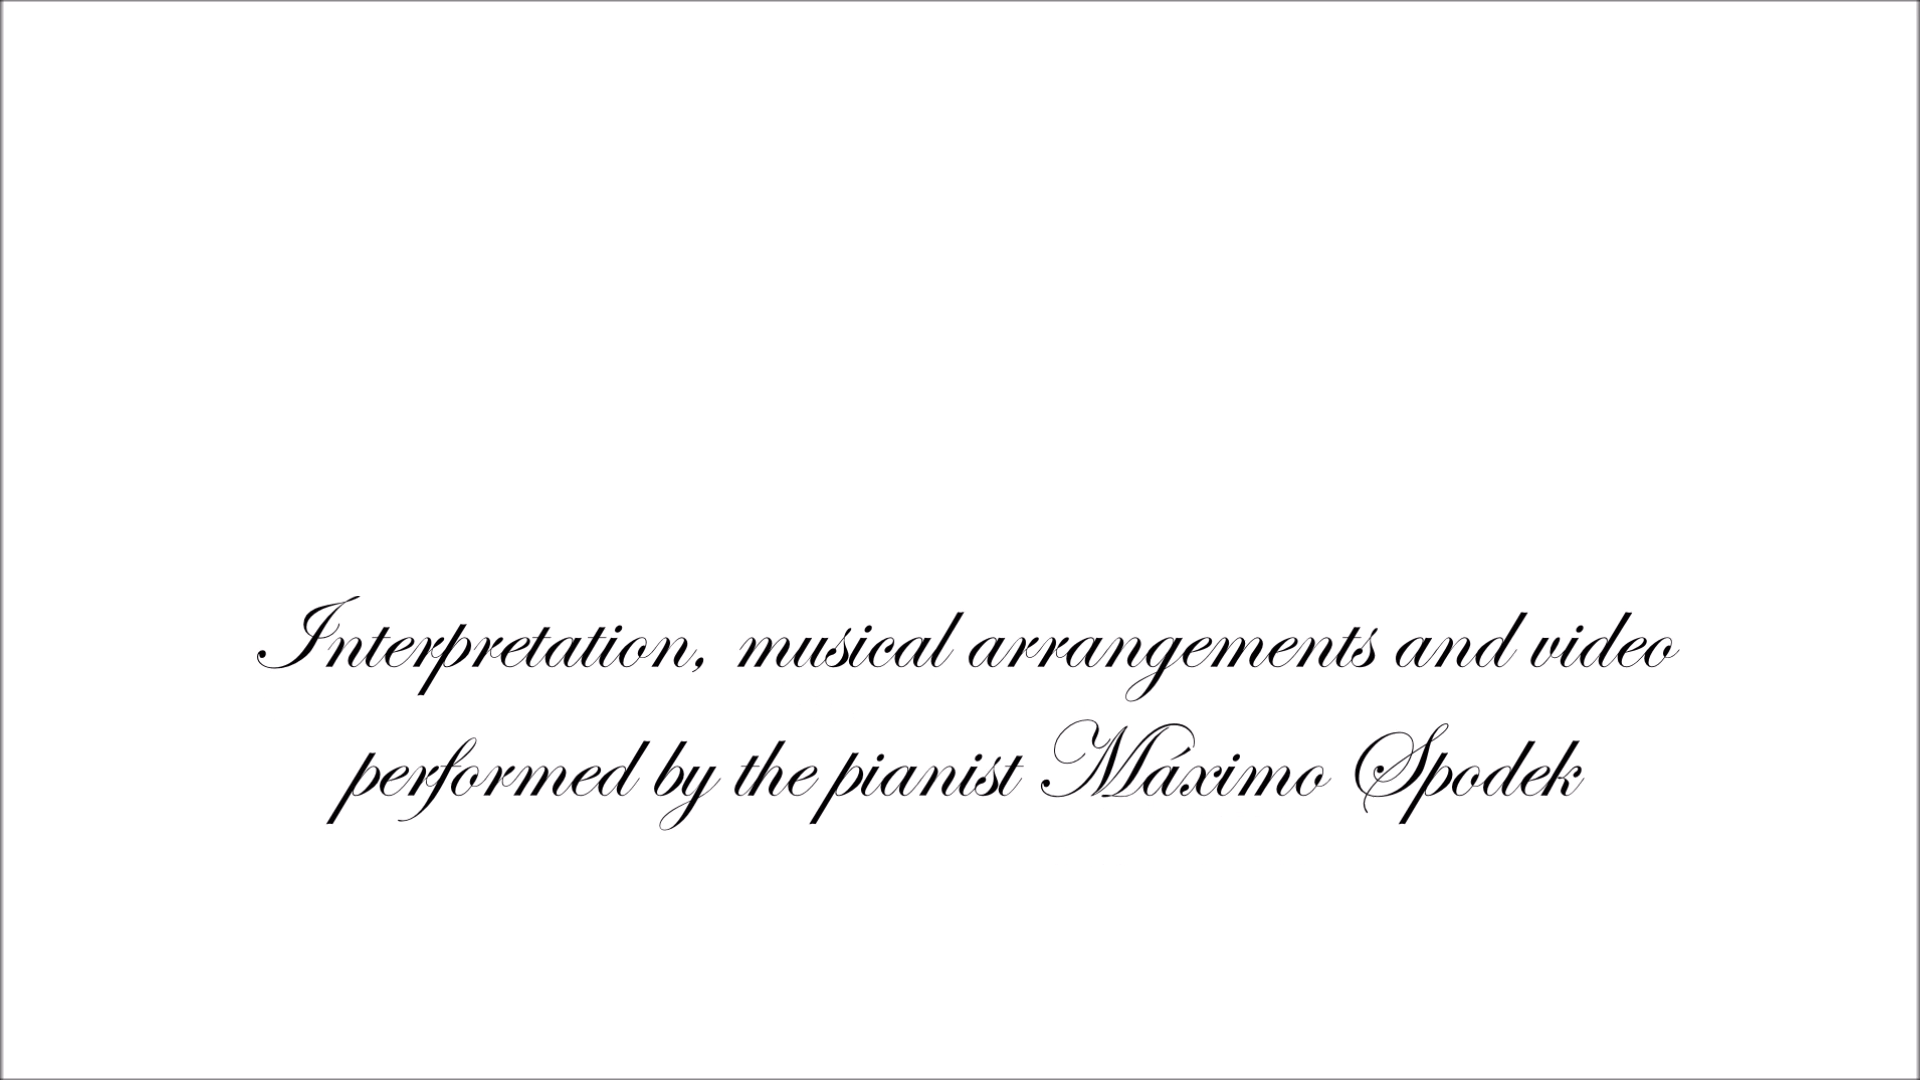 Interpretation, musical arrangements and video
performed by the pianist Máximo Spodek